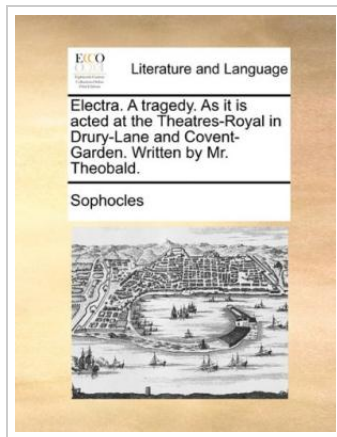 ECCO
Literature and Language
Electra. A tragedy. As it is
acted at the Theatres-Royal in
Drury-Lane and Covent-
Garden. Written by Mr.
Theobald.
Sophocles